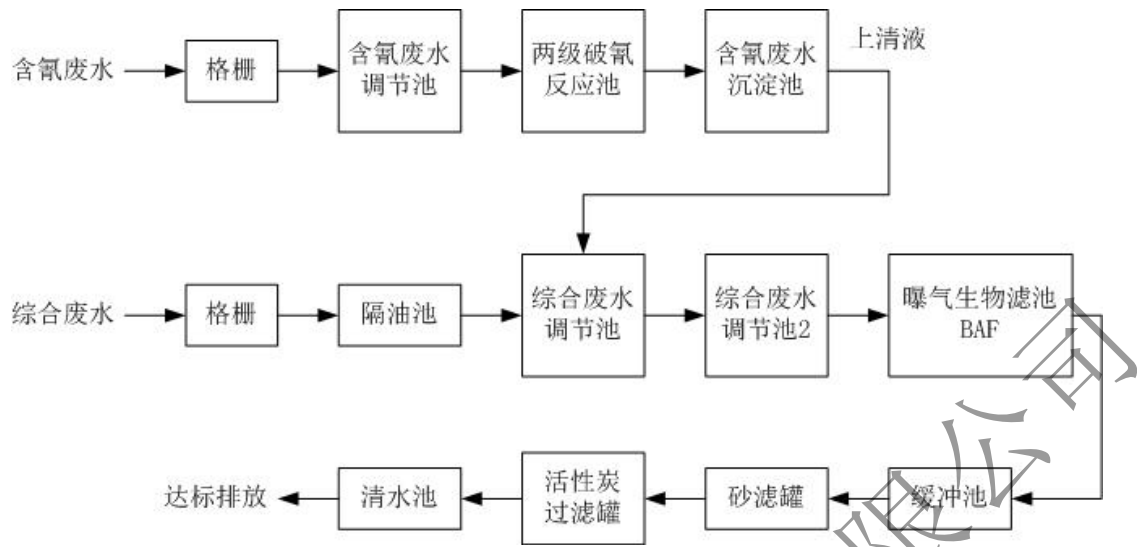 含氰废水
格栅
含氰废水
调节池
两级破氰
反应池
含氰废水
沉淀池
上清液
综合废水
格栅
隔油池
综合废水
调节池
综合废水
调节池2
曝气生物滤池
BAF
达标排放
清水池
活性炭
过滤罐
砂滤罐
缓冲池
限公司